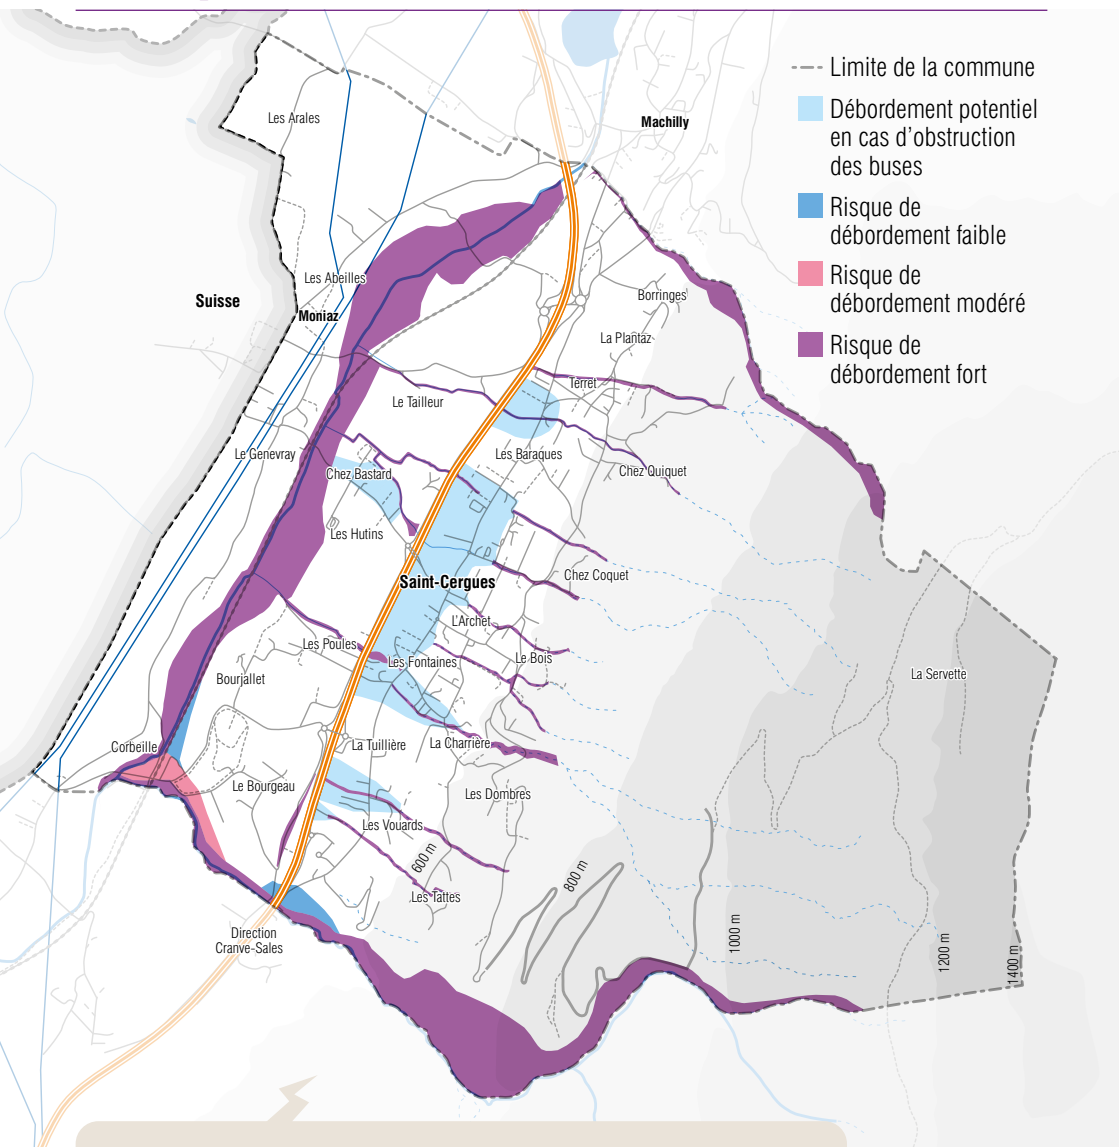 Limite de la commune
Débordement potentiel
en cas d'obstruction
des buses
Risque de
débordement faible
Risque de
débordement modéré
Risque de
débordement fort
Les Arales
Machilly
Les Abeilles
Suisse
Moniaz
Borringes
La Plantaz
Terret
Le Tailleur
Le Genevray
Les Baraques
Chez Bastard
Chez Quiquet
Les Hutins
Saint-Cergues
Chez Coquet
L'Archet
Les Poules
Les Fontaines
Le Bois
Bourjallet
La Servette
Corbeille
La Tuillière
La Charrière
Le Bourgeau
Les Dombres
Les Vouards
600 m
800 m
Les Tattes
Direction
Cranve-Sales
1000 m
1200 m
1400 m